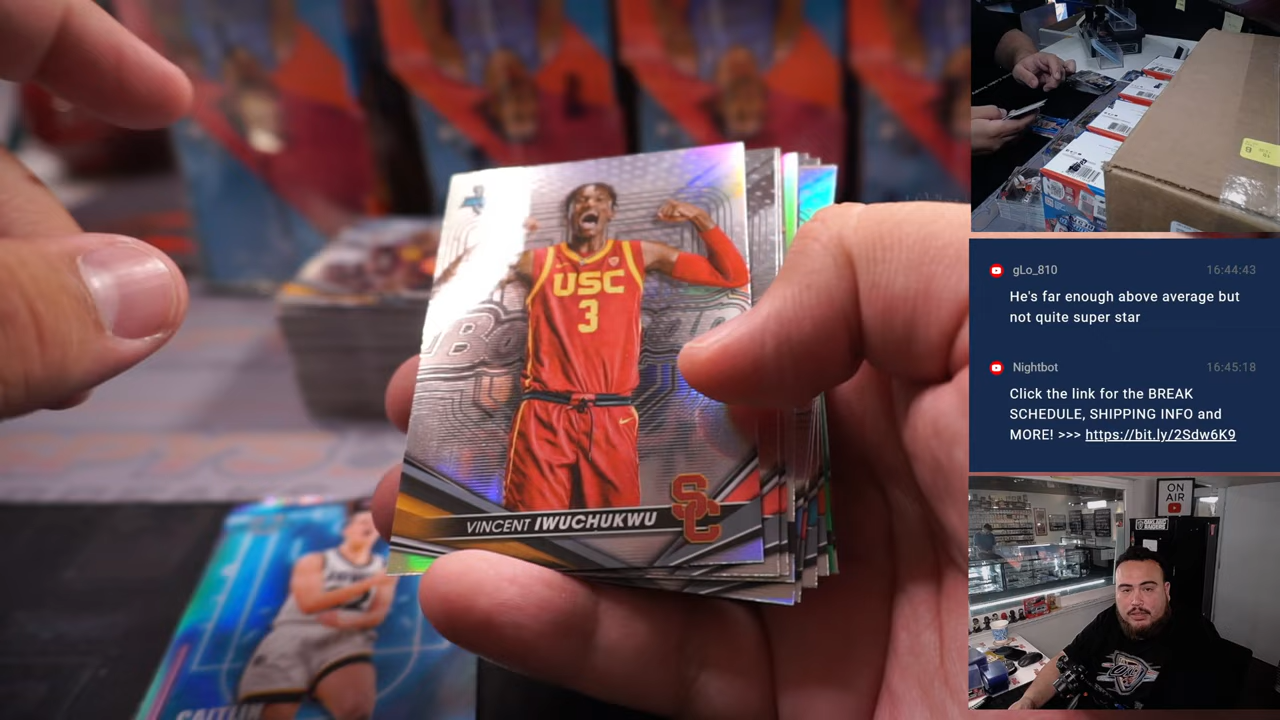 USC
3
VINCENT IWUCHUKWU
SC
CAITLIN
gLo_810 16:44:43
He's far enough above average but
not quite super star
Nightbot 16:45:18
Click the link for the BREAK
SCHEDULE, SHIPPING INFO and
MORE! >>> https://bit.ly/2Sdw6K9
ON
AIR